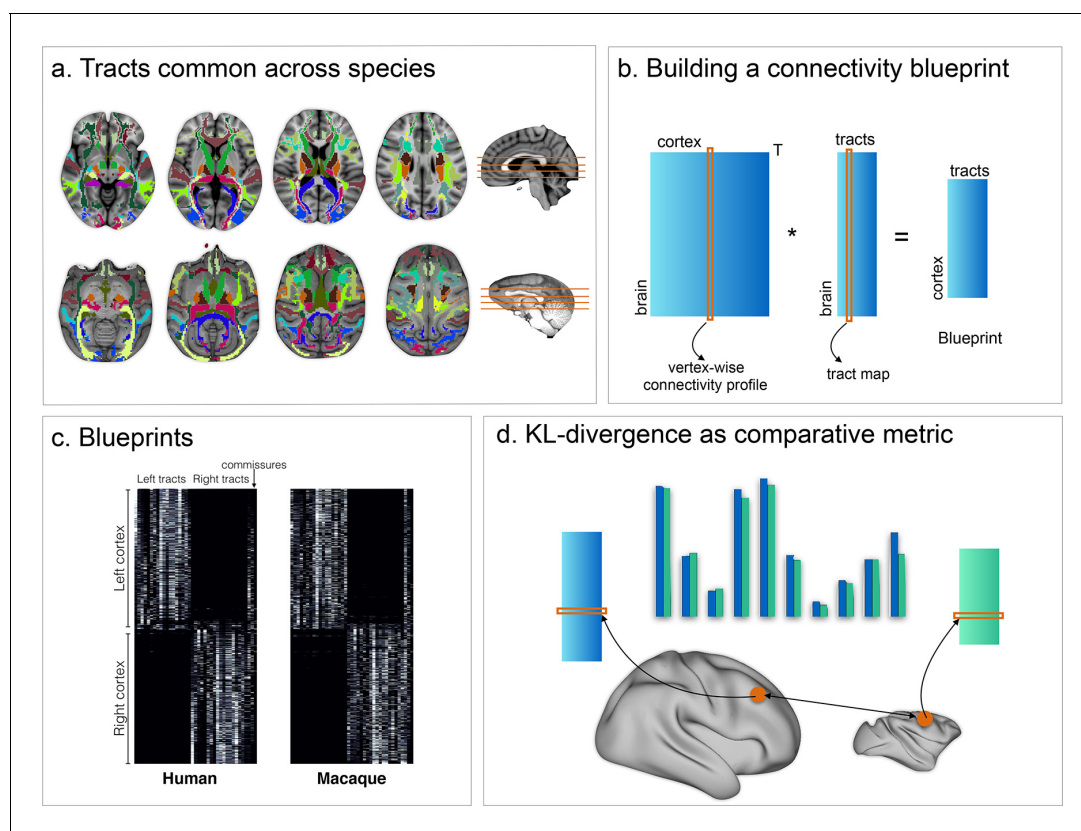 a. Tracts common across species
b. Building a connectivity blueprint
cortex
T
tracts
brain
*
brain
=
tracts
cortex
Blueprint
vertex-wise
connectivity profile
tract map
c. Blueprints
commissures
Left tracts
Right tracts
Left cortex
Right cortex
Human
Macaque
d. KL-divergence as comparative metric